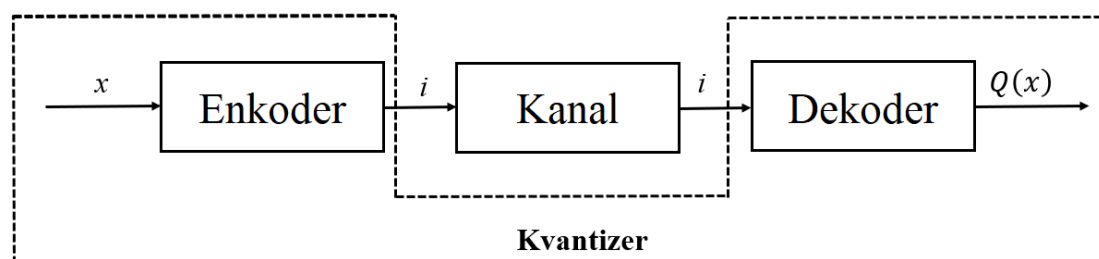 x i i Q(x)
Enkoder Kanal Dekoder
Kvantizer